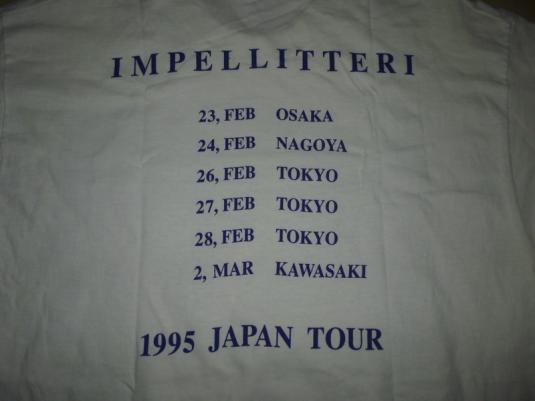 IMPELLITTERI
23, FEB OSAKA
24, FEB NAGOYA
26, FEB TOKYO
27, FEB TOKYO
28, FEB TOKYO
2, MAR KAWASAKI
1995 JAPAN TOUR